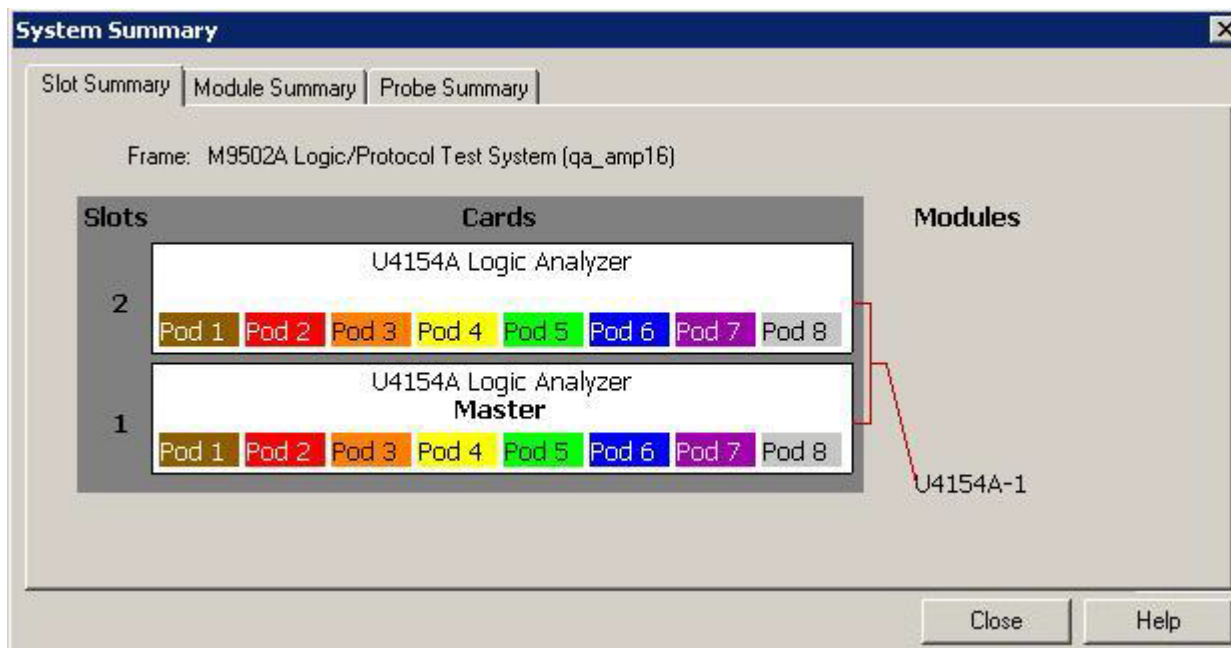 System Summary
Slot Summary Module Summary Probe Summary
Frame: M9502A Logic/Protocol Test System (qa_amp16)
Slots Cards Modules
U4154A Logic Analyzer
2
Pod 1 Pod 2 Pod 3 Pod 4 Pod 5 Pod 6 Pod 7 Pod 8
U4154A Logic Analyzer
Master
1
Pod 1 Pod 2 Pod 3 Pod 4 Pod 5 Pod 6 Pod 7 Pod 8
U4154A-1
Close Help